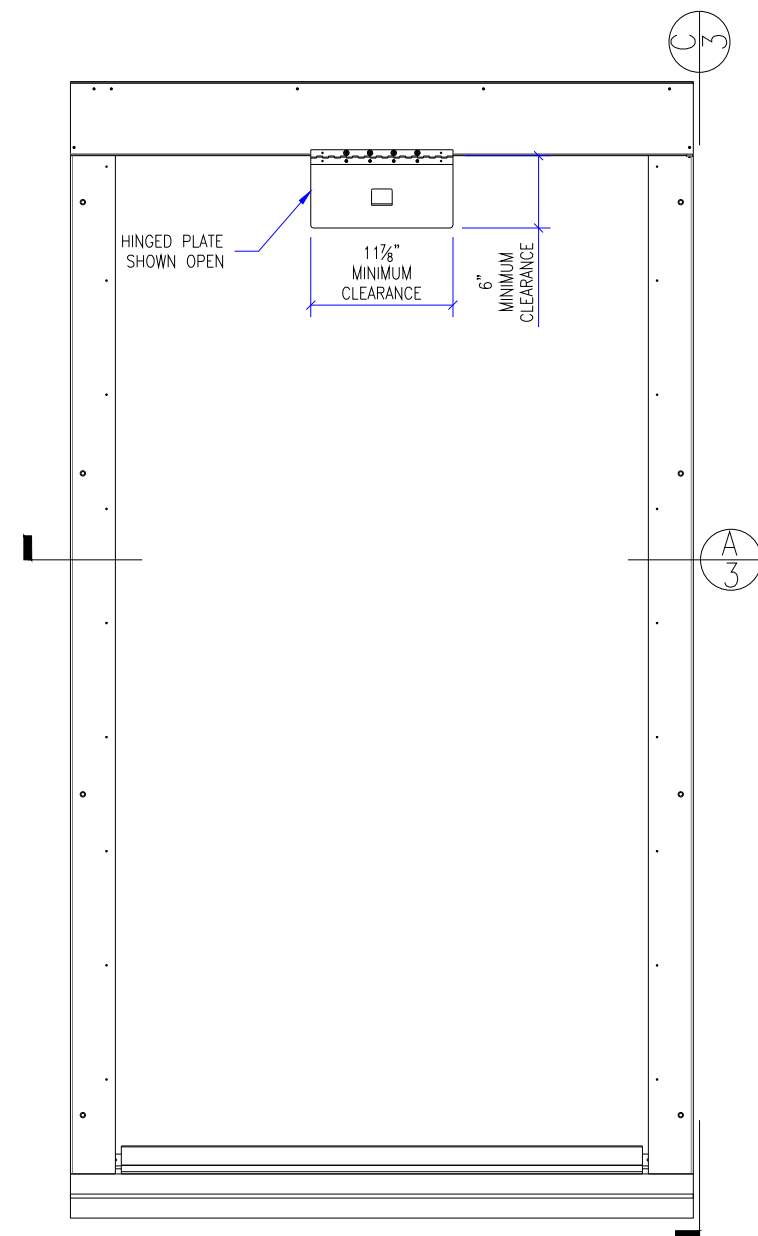 C
3
HINGED PLATE
SHOWN OPEN
11⅞"
MINIMUM
CLEARANCE
6"
MINIMUM
CLEARANCE
A
3